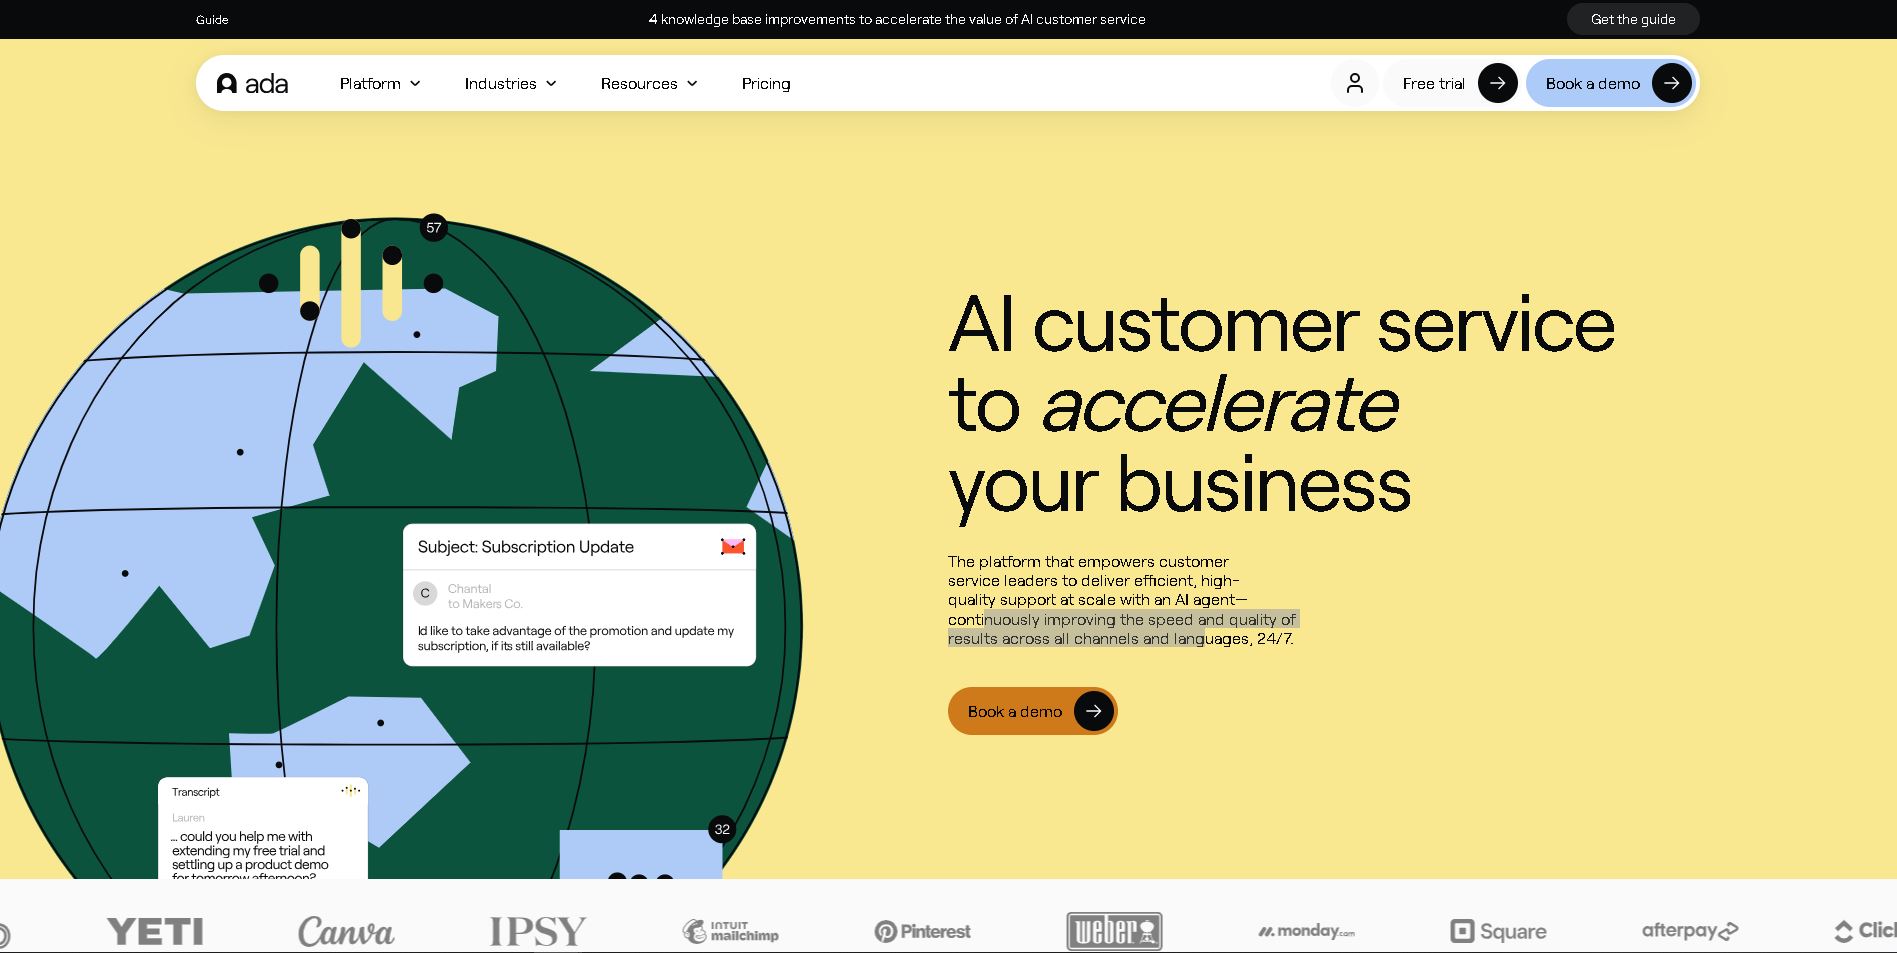 Guide
4 knowledge base improvements to accelerate the value of AI customer service
Get the guide
ada
Platform
Industries
Resources
Pricing
Free trial
Book a demo
57
AI customer service
to accelerate
your business
The platform that empowers customer
service leaders to deliver efficient, high-
quality support at scale with an AI agent—
continuously improving the speed and quality of
results across all channels and languages, 24/7.
Book a demo
Subject: Subscription Update
C
Chantal
to Makers Co.
Id like to take advantage of the promotion and update my
subscription, if its still available?
Transcript
Lauren
... could you help me with
extending my free trial and
settling up a product demo
for tomorrow afternoon?
32
YETI
Canva
IPSY
INTUIT
mailchimp
Pinterest
weber
monday.com
Square
afterpay